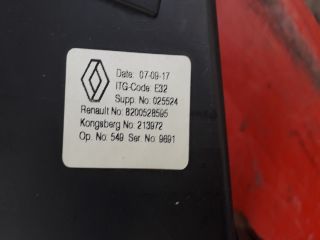 Date: 07-09-17
ITG-Code: E32
Supp. No: 025524
Renault No: 8200528595
Kongsberg No: 213972
Op. No: 549 Ser. No: 9691